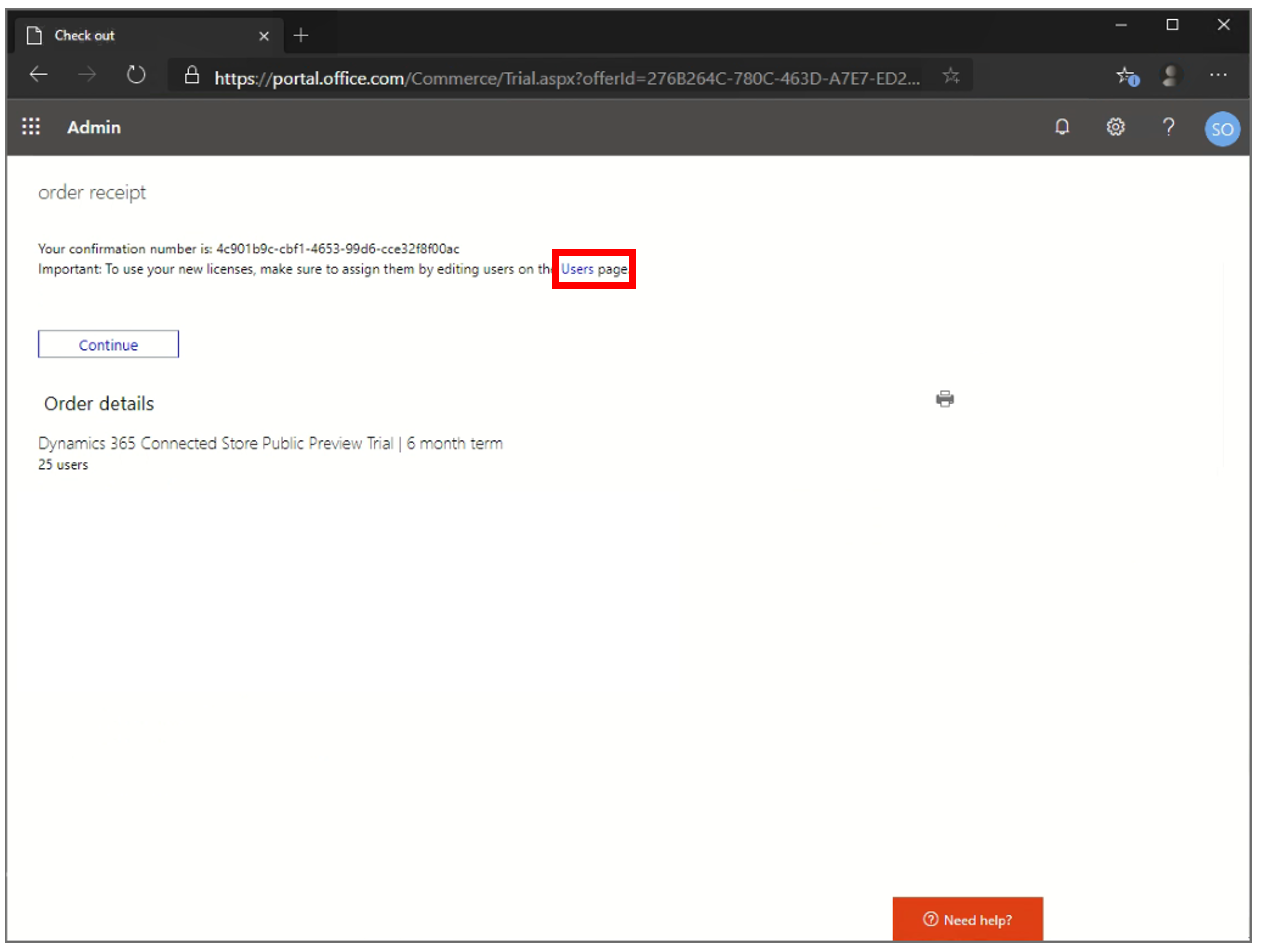 Check out
https://portal.office.com/Commerce/Trial.aspx?offerId=276B264C-780C-463D-A7E7-ED2...
Admin
SO
order receipt
Your confirmation number is: 4c901b9c-cbf1-4653-99d6-cce32f8f00ac
Important: To use your new licenses, make sure to assign them by editing users on the Users page.
Continue
Order details
Dynamics 365 Connected Store Public Preview Trial | 6 month term
25 users
? Need help?